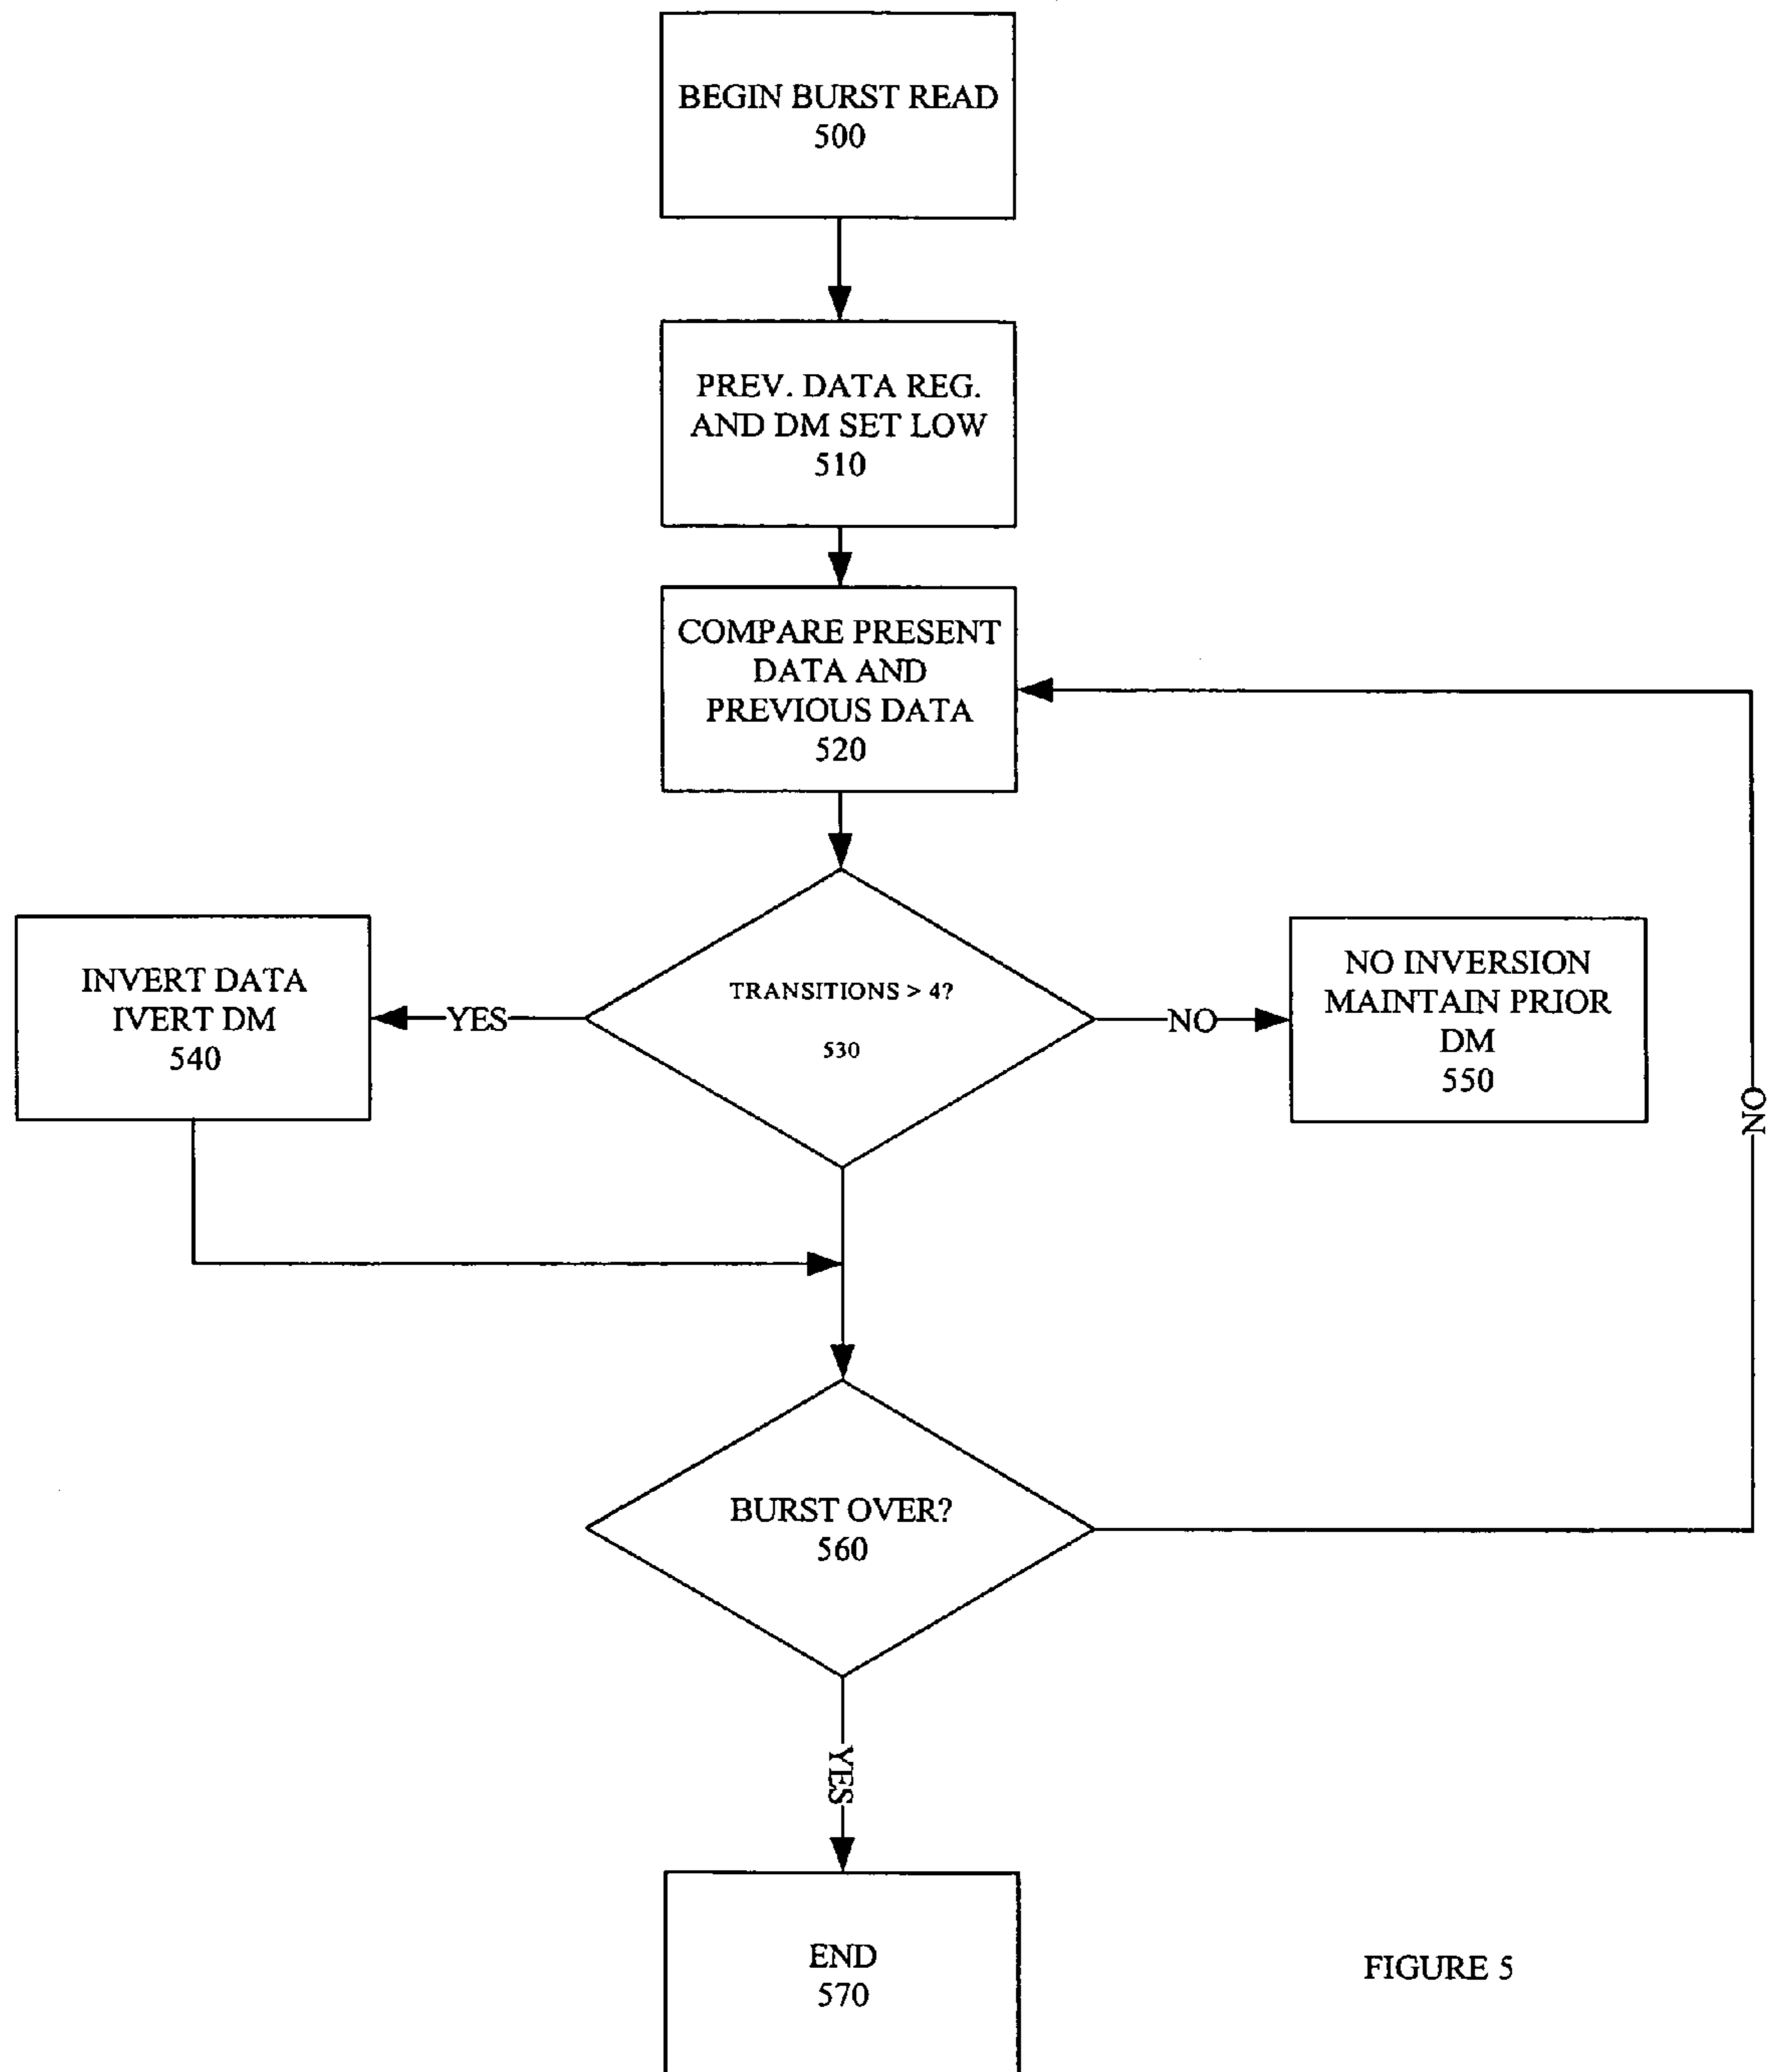 BEGIN BURST READ
500
PREV. DATA REG.
AND DM SET LOW
510
COMPARE PRESENT
DATA AND
PREVIOUS DATA
520
TRANSITIONS > 4?
530
YES
INVERT DATA
IVERT DM
540
NO
NO INVERSION
MAINTAIN PRIOR
DM
550
NO
BURST OVER?
560
YES
END
570
FIGURE 5